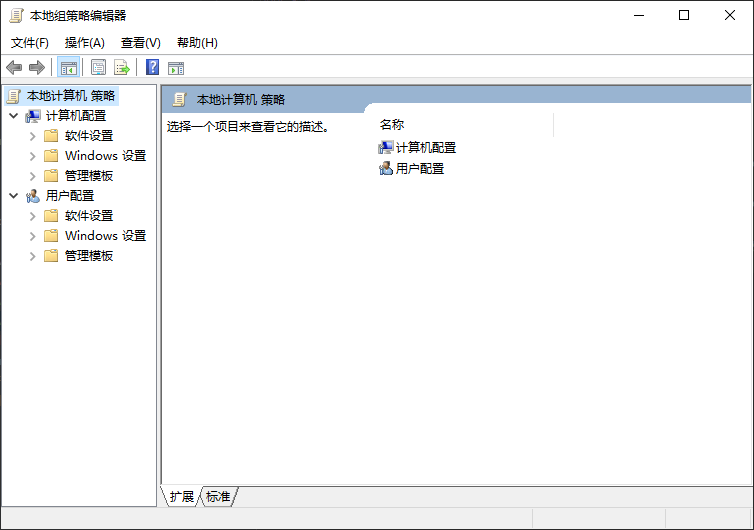 本地组策略编辑器
文件(F) 操作(A) 查看(V) 帮助(H)
本地计算机 策略
计算机配置
软件设置
Windows 设置
管理模板
用户配置
软件设置
Windows 设置
管理模板
本地计算机 策略
选择一个项目来查看它的描述。
名称
计算机配置
用户配置
扩展 标准